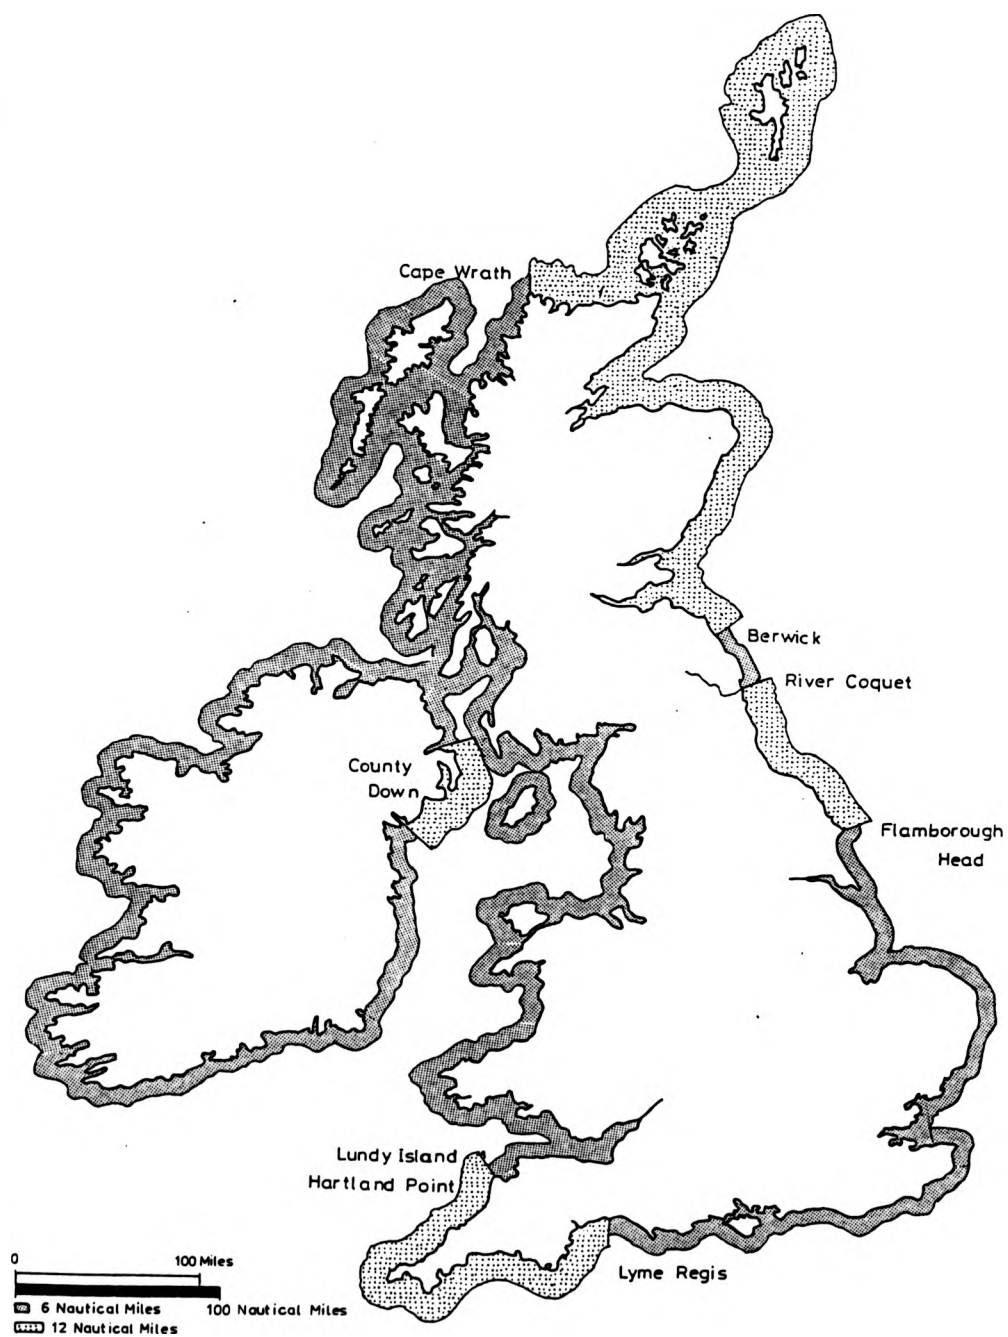 Cape Wrath
Berwick
River Coquet
County
Down
Flamborough
Head
Lundy Island
Hartland Point
Lyme Regis
0
100 Miles
100 Nautical Miles
6 Nautical Miles
12 Nautical Miles